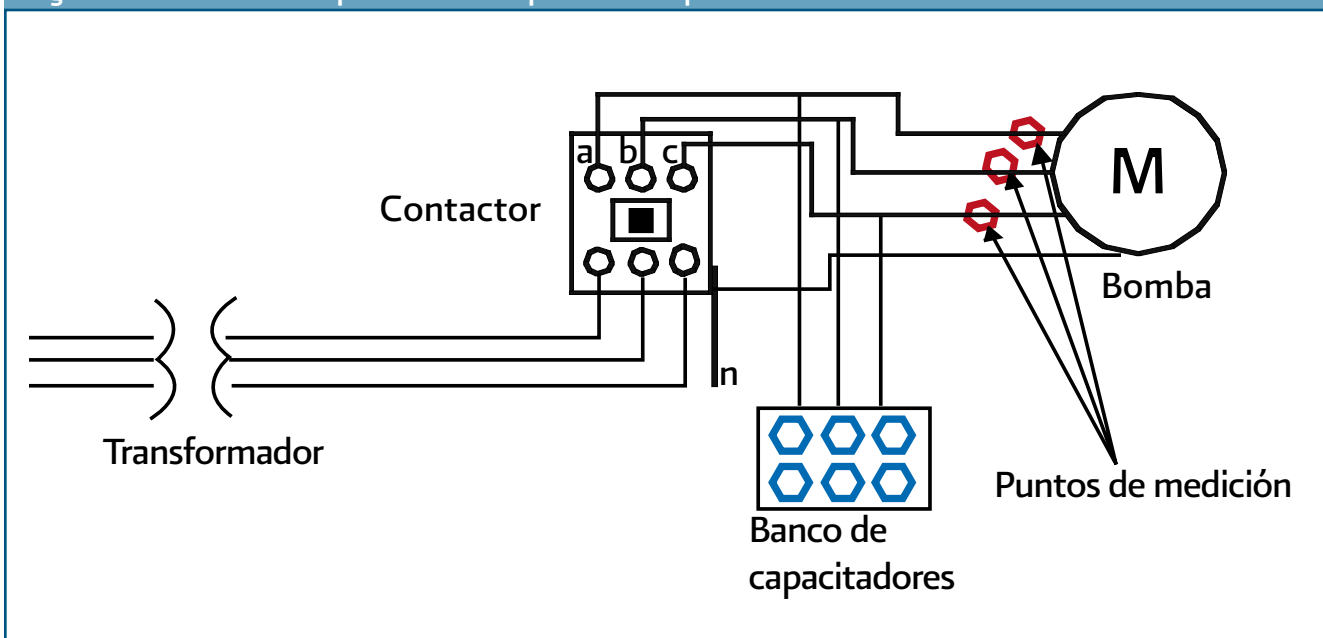 a b c
M
Contactor
Bomba
n
Transformador
Puntos de medición
Banco de
capacitadores